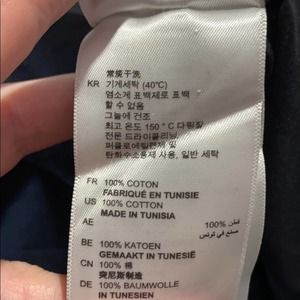 常规干洗
KR 기계세탁 (40℃)
염소계 표백제로 표백
할 수 없음
그늘에 건조
최고 온도 150 ° C 다림질
전문 드라이클리닝,
퍼클로에틸렌제 및
탄화수소용제 사용, 일반 세탁
FR 100% COTON
FABRIQUÉ EN TUNISIE
US 100% COTTON
MADE IN TUNISIA
AE 100% قطن
صنع في تونس
BE 100% KATOEN
GEMAAKT IN TUNESIË
CN 100% 棉
突尼斯制造
DE 100% BAUMWOLLE
IN TUNESIEN